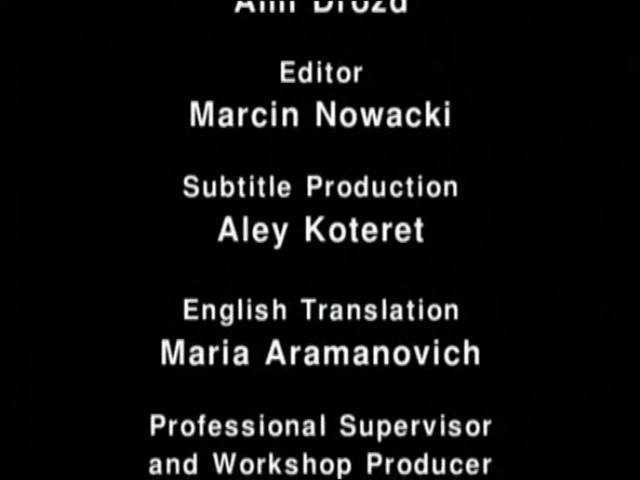 Editor
Marcin Nowacki
Subtitle Production
Aley Koteret
English Translation
Maria Aramanovich
Professional Supervisor
and Workshop Producer